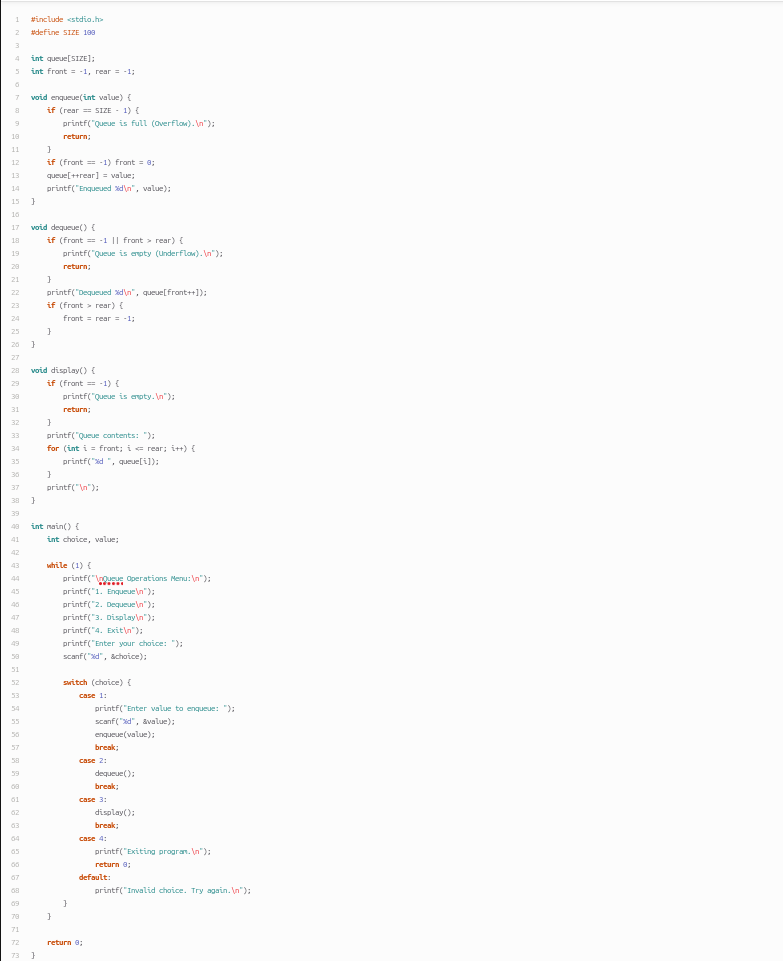 1 #include <stdio.h>
2 #define SIZE 100
3
4 int queue[SIZE];
5 int front = -1, rear = -1;
6
7 void enqueue(int value) {
8     if (rear == SIZE - 1) {
9         printf("Queue is full (Overflow).\n");
10         return;
11     }
12     if (front == -1) front = 0;
13     queue[++rear] = value;
14     printf("Enqueued %d\n", value);
15 }
16
17 void dequeue() {
18     if (front == -1 || front > rear) {
19         printf("Queue is empty (Underflow).\n");
20         return;
21     }
22     printf("Dequeued %d\n", queue[front++]);
23     if (front > rear) {
24         front = rear = -1;
25     }
26 }
27
28 void display() {
29     if (front == -1) {
30         printf("Queue is empty.\n");
31         return;
32     }
33     printf("Queue contents: ");
34     for (int i = front; i <= rear; i++) {
35         printf("%d ", queue[i]);
36     }
37     printf("\n");
38 }
39
40 int main() {
41     int choice, value;
42
43     while (1) {
44         printf("\nQueue Operations Menu:\n");
45         printf("1. Enqueue\n");
46         printf("2. Dequeue\n");
47         printf("3. Display\n");
48         printf("4. Exit\n");
49         printf("Enter your choice: ");
50         scanf("%d", &choice);
51
52         switch (choice) {
53             case 1:
54                 printf("Enter value to enqueue: ");
55                 scanf("%d", &value);
56                 enqueue(value);
57                 break;
58             case 2:
59                 dequeue();
60                 break;
61             case 3:
62                 display();
63                 break;
64             case 4:
65                 printf("Exiting program.\n");
66                 return 0;
67             default:
68                 printf("Invalid choice. Try again.\n");
69         }
70     }
71
72     return 0;
73 }